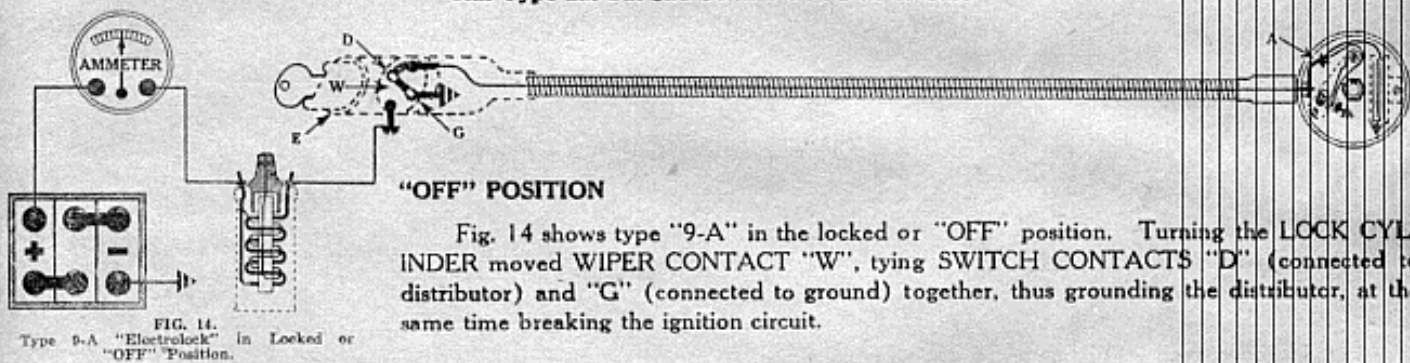 AMMETER
D
W
E
G
A
+
−
"OFF" POSITION
Fig. 14 shows type "9-A" in the locked or "OFF" position. Turning the LOCK CYL-
INDER moved WIPER CONTACT "W", tying SWITCH CONTACTS "D" (connected to
distributor) and "G" (connected to ground) together, thus grounding the distributor, at the
same time breaking the ignition circuit.
FIG. 14.
Type 9-A "Electrolock" in Locked or
"OFF" Position.